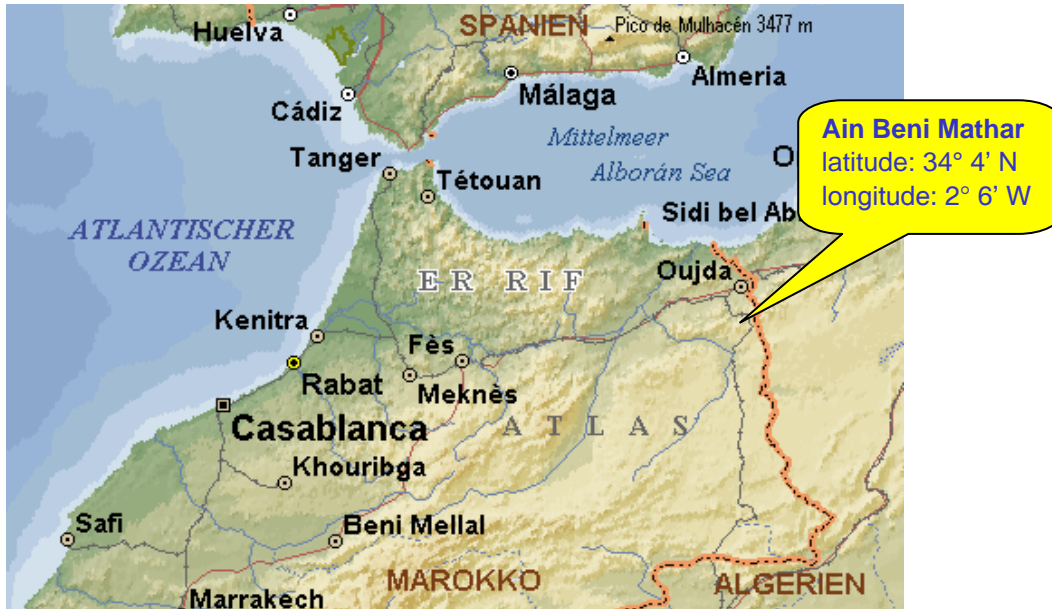 Huelva
SPANIEN
Pico de Mulhacén 3477 m
Almeria
Cádiz
Málaga
Ain Beni Mathar
latitude: 34° 4’ N
longitude: 2° 6’ W
Mittelmeer
Alborán Sea
O
Tanger
Tétouan
Sidi bel Ab
ATLANTISCHER
OZEAN
ER RIF
Oujda
Kenitra
Fès
Rabat
Meknès
Casablanca
ATLAS
Khouribga
Safi
Beni Mellal
MAROKKO
ALGERIEN
Marrakech